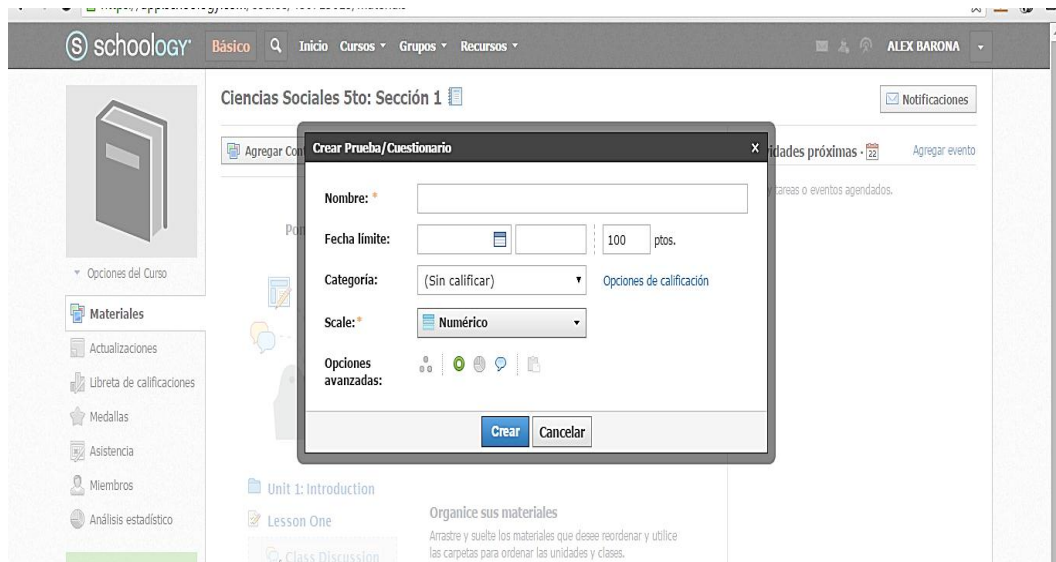 schoology Básico Inicio Cursos Grupos Recursos ALEX BARONA
Ciencias Sociales 5to: Sección 1
Notificaciones
Agregar Con
Crear Prueba/Cuestionario x
Nombre: *
Fecha límite: 100 ptos.
Categoría: (Sin calificar) Opciones de calificación
Scale: * Numérico
Opciones avanzadas:
Crear Cancelar
idades próximas · 22 Agregar evento
tareas o eventos agendados.
Opciones del Curso
Materiales
Actualizaciones
Libreta de calificaciones
Medallas
Asistencia
Miembros
Análisis estadístico
Unit 1: Introduction
Lesson One
Class Discussion
Organice sus materiales
Arrastre y suelte los materiales que desee reordenar y utilice
las carpetas para ordenar las unidades y clases.